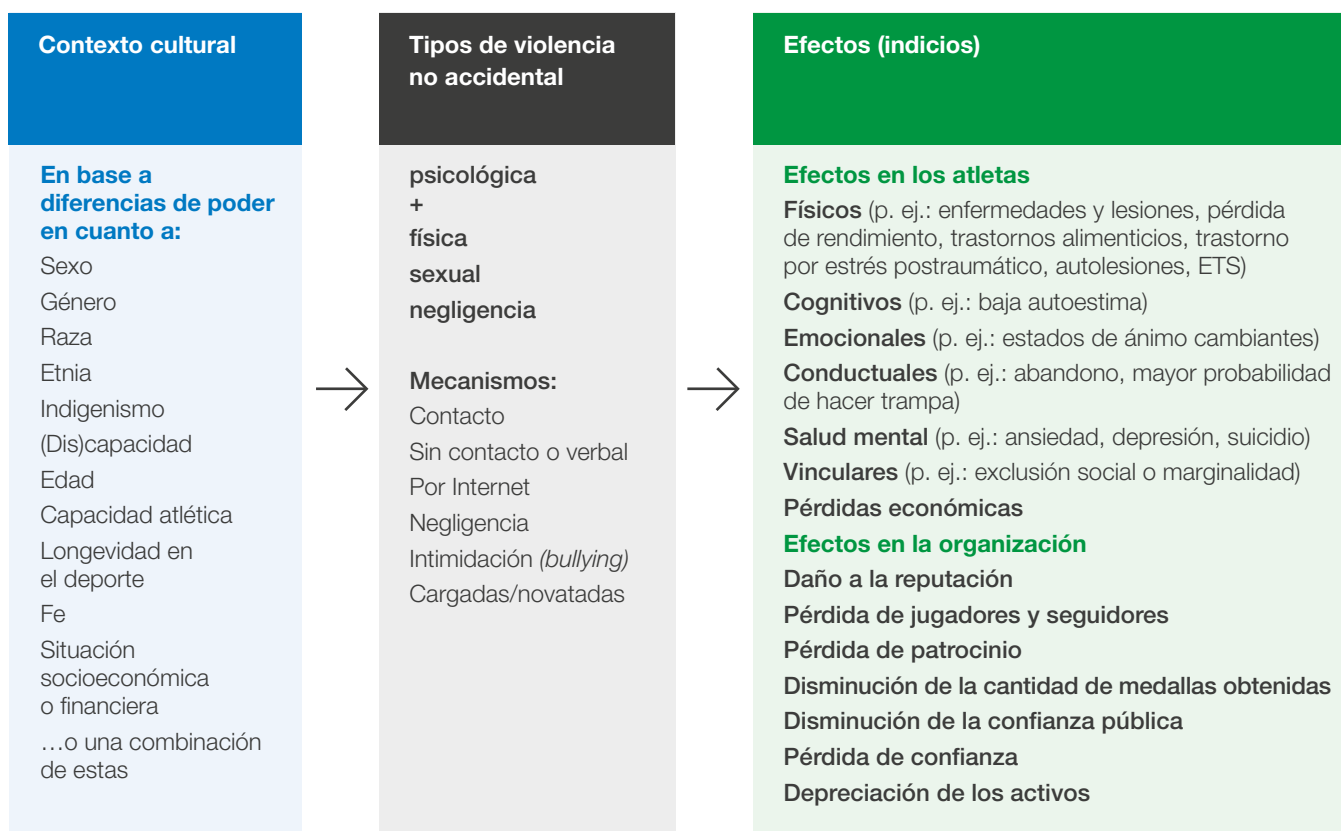 Contexto cultural
En base a
diferencias de poder
en cuanto a:
Sexo
Género
Raza
Etnia
Indigenismo
(Dis)capacidad
Edad
Capacidad atlética
Longevidad en
el deporte
Fe
Situación
socioeconómica
o financiera
…o una combinación
de estas
Tipos de violencia
no accidental
psicológica
+
física
sexual
negligencia
Mecanismos:
Contacto
Sin contacto o verbal
Por Internet
Negligencia
Intimidación (bullying)
Cargadas/novatadas
Efectos (indicios)
Efectos en los atletas
Físicos (p. ej.: enfermedades y lesiones, pérdida
de rendimiento, trastornos alimenticios, trastorno
por estrés postraumático, autolesiones, ETS)
Cognitivos (p. ej.: baja autoestima)
Emocionales (p. ej.: estados de ánimo cambiantes)
Conductuales (p. ej.: abandono, mayor probabilidad
de hacer trampa)
Salud mental (p. ej.: ansiedad, depresión, suicidio)
Vinculares (p. ej.: exclusión social o marginalidad)
Pérdidas económicas
Efectos en la organización
Daño a la reputación
Pérdida de jugadores y seguidores
Pérdida de patrocinio
Disminución de la cantidad de medallas obtenidas
Disminución de la confianza pública
Pérdida de confianza
Depreciación de los activos